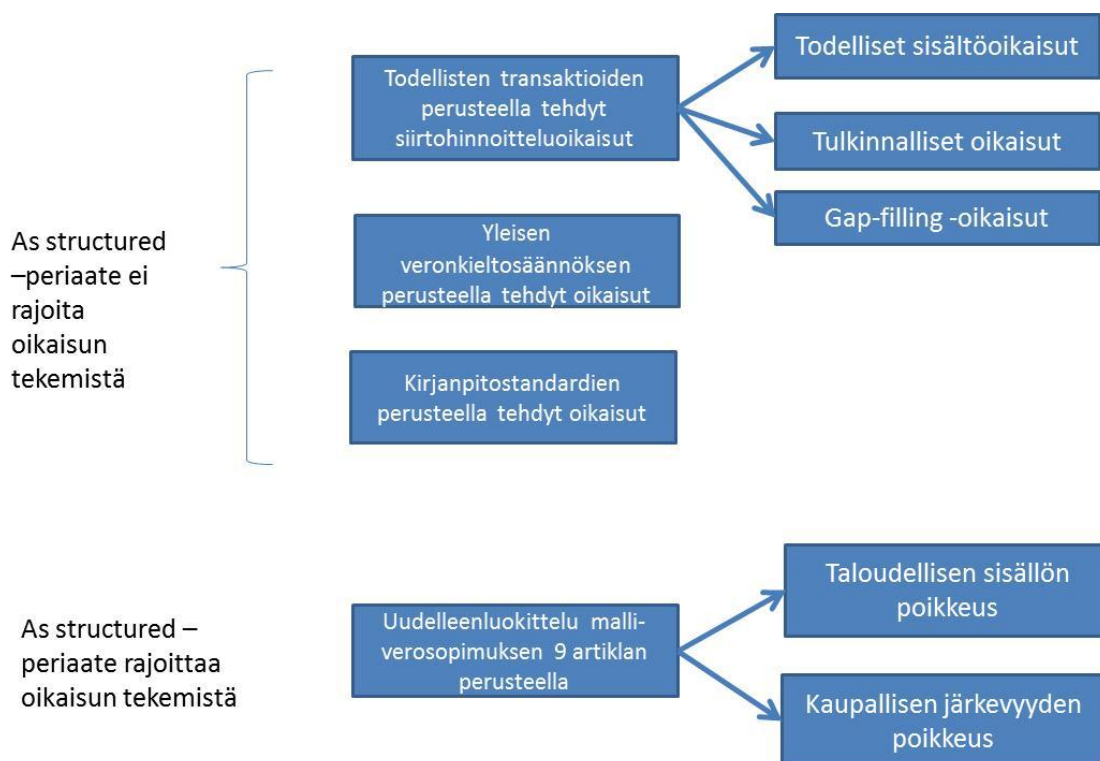 Todellisten transaktioiden
perusteella tehdyt
siirtohinnoitteluoikaisut
Todelliset sisältöoikaisut
Tulkinnalliset oikaisut
Gap-filling -oikaisut
As structured
–periaate ei
rajoita
oikaisun
tekemistä
Yleisen
veronkieltosäännöksen
perusteella tehdyt oikaisut
Kirjanpitostandardien
perusteella tehdyt oikaisut
As structured –
periaate rajoittaa
oikaisun tekemistä
Uudelleenluokittelu malli-
verosopimuksen 9 artiklan
perusteella
Taloudellisen sisällön
poikkeus
Kaupallisen järkevyyden
poikkeus